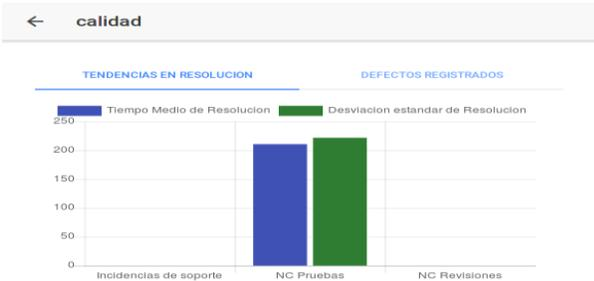 calidad
TENDENCIAS EN RESOLUCION DEFECTOS REGISTRADOS
Tiempo Medio de Resolucion Desviacion estandar de Resolucion
250
200
150
100
50
0
Incidencias de soporte NC Pruebas NC Revisiones